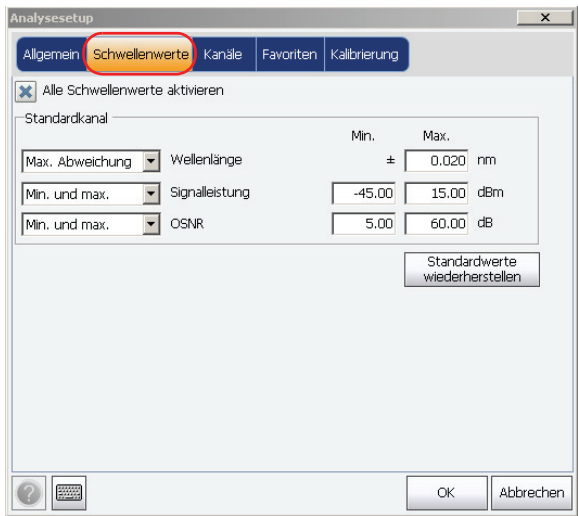 Analysesetup
Allgemein Schwellenwerte Kanäle Favoriten Kalibrierung
Alle Schwellenwerte aktivieren
Standardkanal
Min. Max.
Max. Abweichung Wellenlänge ± 0.020 nm
Min. und max. Signalleistung -45.00 15.00 dBm
Min. und max. OSNR 5.00 60.00 dB
Standardwerte
wiederherstellen
? OK Abbrechen